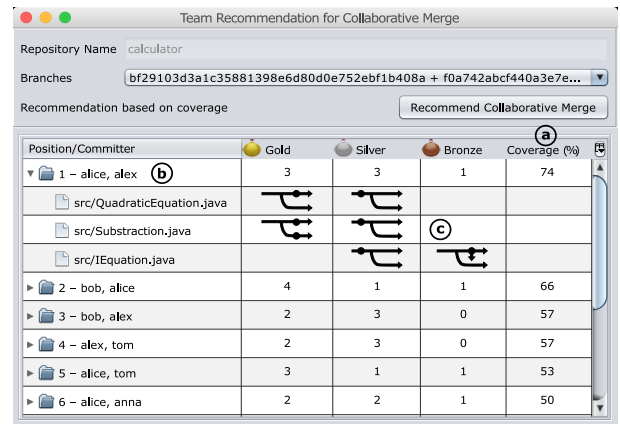 Team Recommendation for Collaborative Merge
Repository Name calculator
Branches bf29103d3a1c35881398e6d80d0e752ebf1b408a + f0a742abcf440a3e7e...
Recommendation based on coverage Recommend Collaborative Merge
a
Position/Committer Gold Silver Bronze Coverage (%)
1 – alice, alex b 3 3 1 74
src/QuadraticEquation.java
src/Substraction.java c
src/IEquation.java
2 – bob, alice 4 1 1 66
3 – bob, alex 2 3 0 57
4 – alex, tom 2 3 0 57
5 – alice, tom 3 1 1 53
6 – alice, anna 2 2 1 50